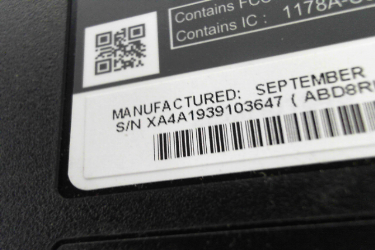 Contains FCC
Contains IC : 1178A-
MANUFACTURED: SEPTEMBER
S/N XA4A1939103647 ( ABD8R